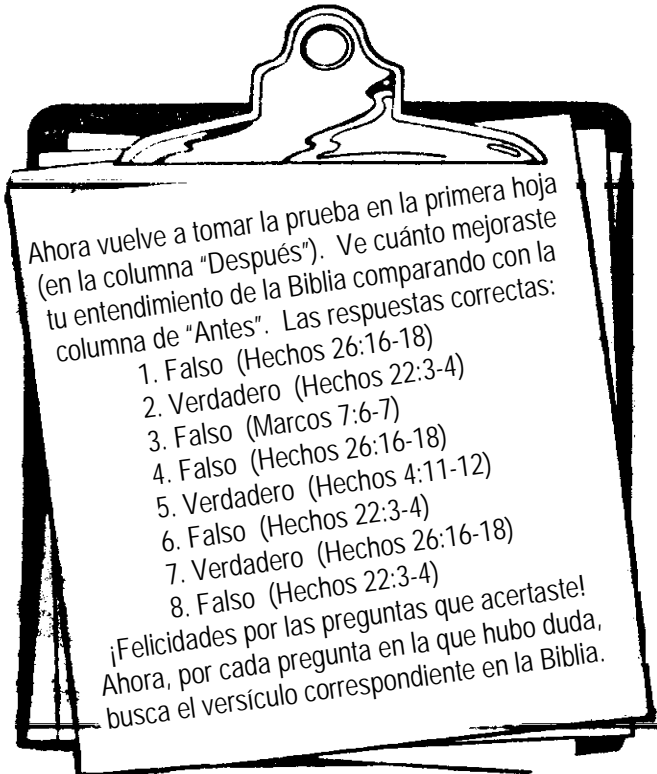 Ahora vuelve a tomar la prueba en la primera hoja
(en la columna “Después”). Ve cuánto mejoraste
tu entendimiento de la Biblia comparando con la
columna de “Antes”. Las respuestas correctas:
1. Falso (Hechos 26:16-18)
2. Verdadero (Hechos 22:3-4)
3. Falso (Marcos 7:6-7)
4. Falso (Hechos 26:16-18)
5. Verdadero (Hechos 4:11-12)
6. Falso (Hechos 22:3-4)
7. Verdadero (Hechos 26:16-18)
8. Falso (Hechos 22:3-4)
¡Felicidades por las preguntas que acertaste!
Ahora, por cada pregunta en la que hubo duda,
busca el versículo correspondiente en la Biblia.